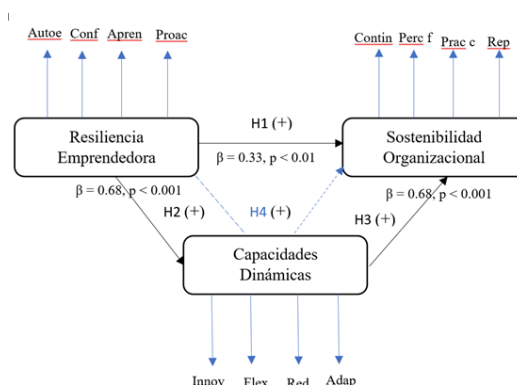 Autoe Conf Apren Proac
Contin Perc f Prac c Rep
H1 (+)
Resiliencia
Emprendedora
Sostenibilidad
Organizacional
β = 0.33, p < 0.01
β = 0.68, p < 0.001
β = 0.68, p < 0.001
H2 (+)
H4 (+)
H3 (+)
Capacidades
Dinámicas
Innov Flex Red Adap